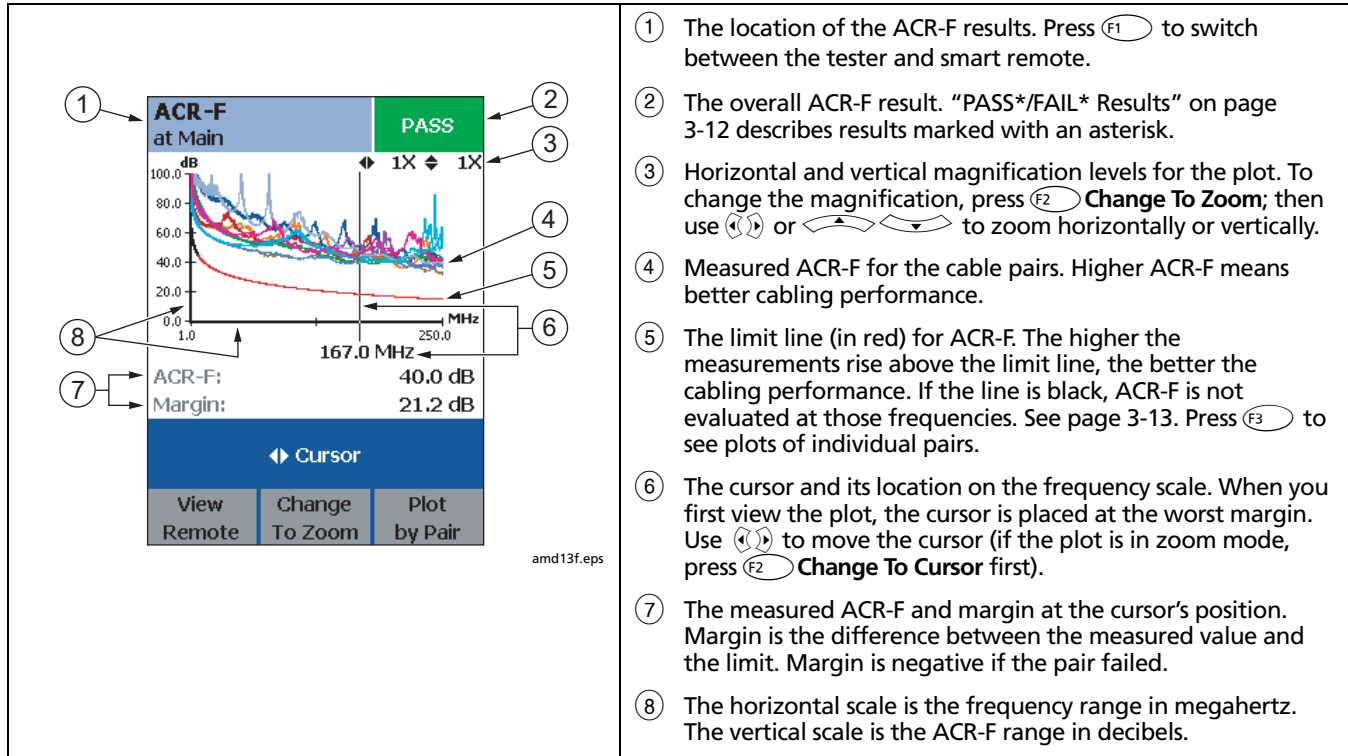 1
ACR-F
at Main
PASS
2
3
dB
1X 1X
100.0
80.0
60.0
40.0
20.0
0.0
1.0
250.0
MHz
167.0 MHz
4
5
6
8
7
ACR-F: 40.0 dB
Margin: 21.2 dB
Cursor
View Remote
Change To Zoom
Plot by Pair
amd13f.eps
1 The location of the ACR-F results. Press F1 to switch
between the tester and smart remote.
2 The overall ACR-F result. “PASS*/FAIL* Results” on page
3-12 describes results marked with an asterisk.
3 Horizontal and vertical magnification levels for the plot. To
change the magnification, press F2 Change To Zoom; then
use or to zoom horizontally or vertically.
4 Measured ACR-F for the cable pairs. Higher ACR-F means
better cabling performance.
5 The limit line (in red) for ACR-F. The higher the
measurements rise above the limit line, the better the
cabling performance. If the line is black, ACR-F is not
evaluated at those frequencies. See page 3-13. Press F3 to
see plots of individual pairs.
6 The cursor and its location on the frequency scale. When you
first view the plot, the cursor is placed at the worst margin.
Use to move the cursor (if the plot is in zoom mode,
press F2 Change To Cursor first).
7 The measured ACR-F and margin at the cursor’s position.
Margin is the difference between the measured value and
the limit. Margin is negative if the pair failed.
8 The horizontal scale is the frequency range in megahertz.
The vertical scale is the ACR-F range in decibels.